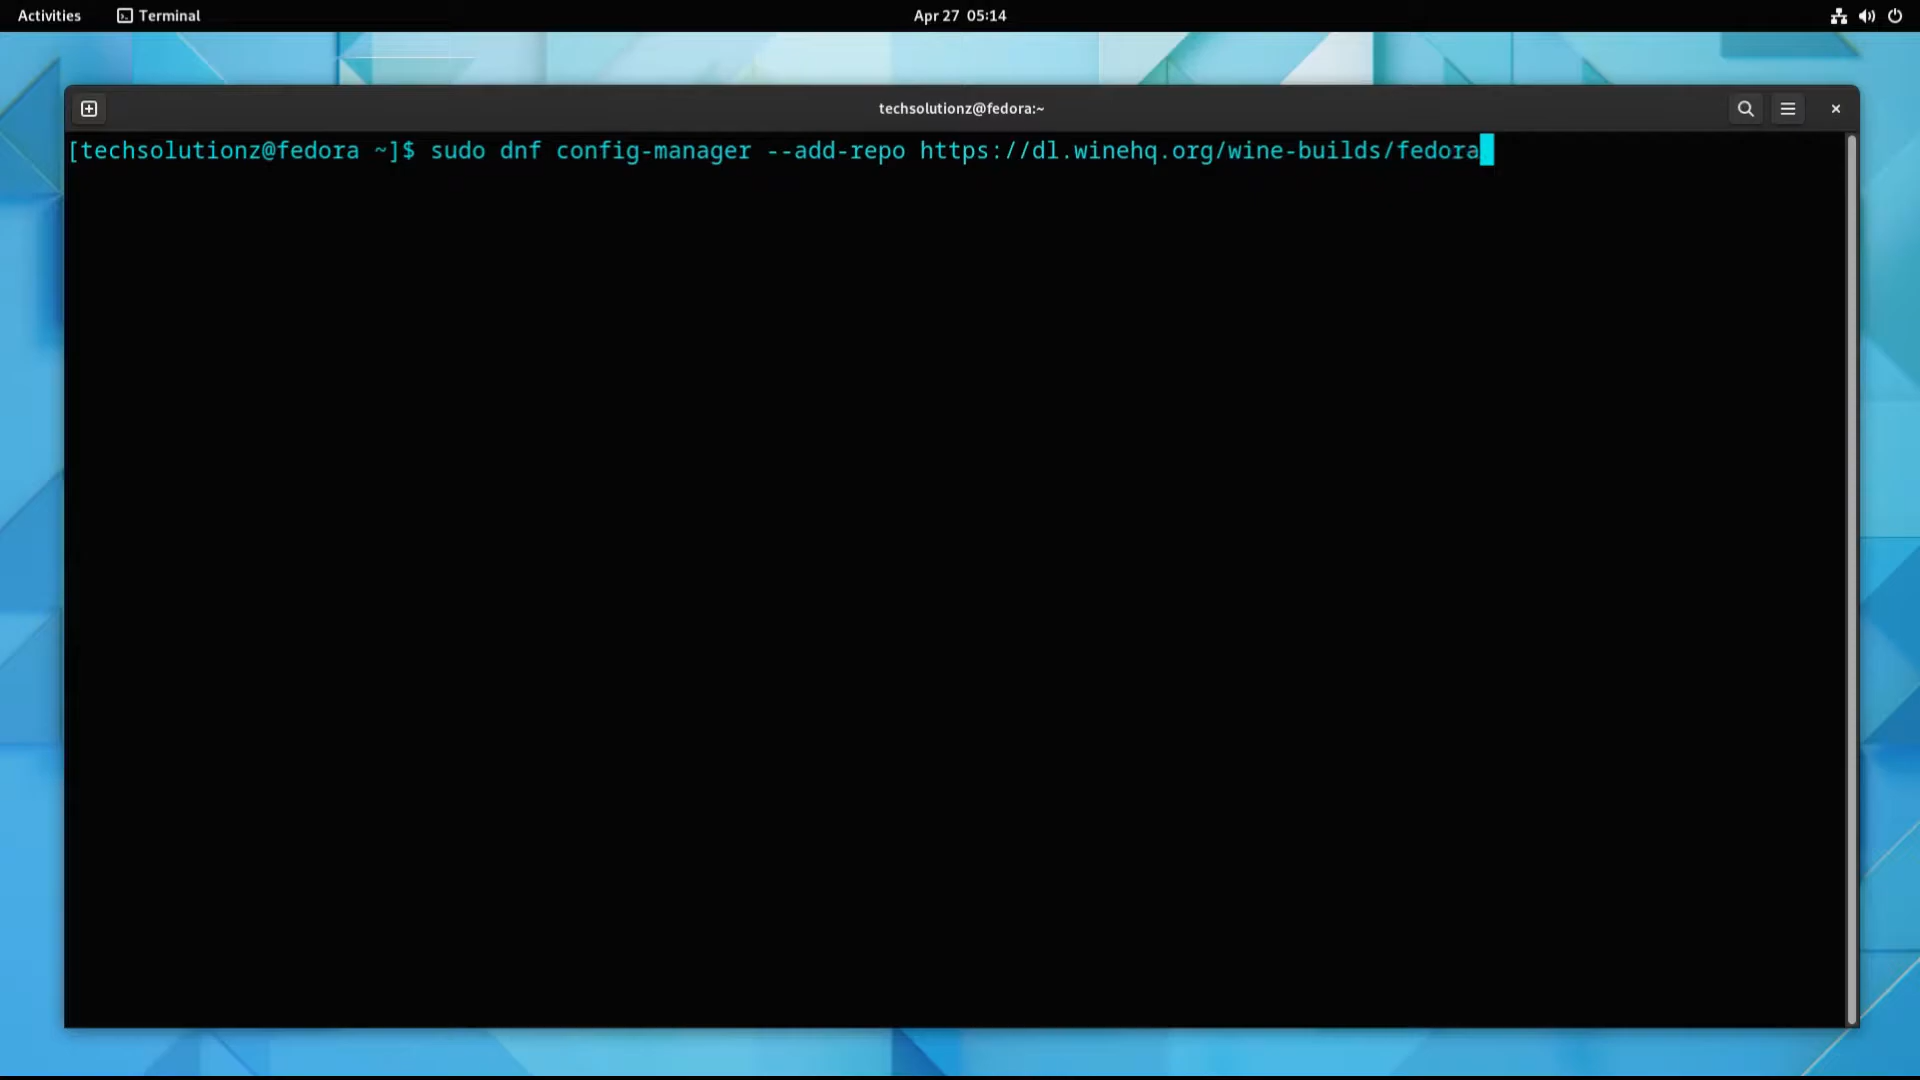 Activities
Terminal
Apr 27 05:14
techsolutionz@fedora:~
[techsolutionz@fedora ~]$ sudo dnf config-manager --add-repo https://dl.winehq.org/wine-builds/fedora